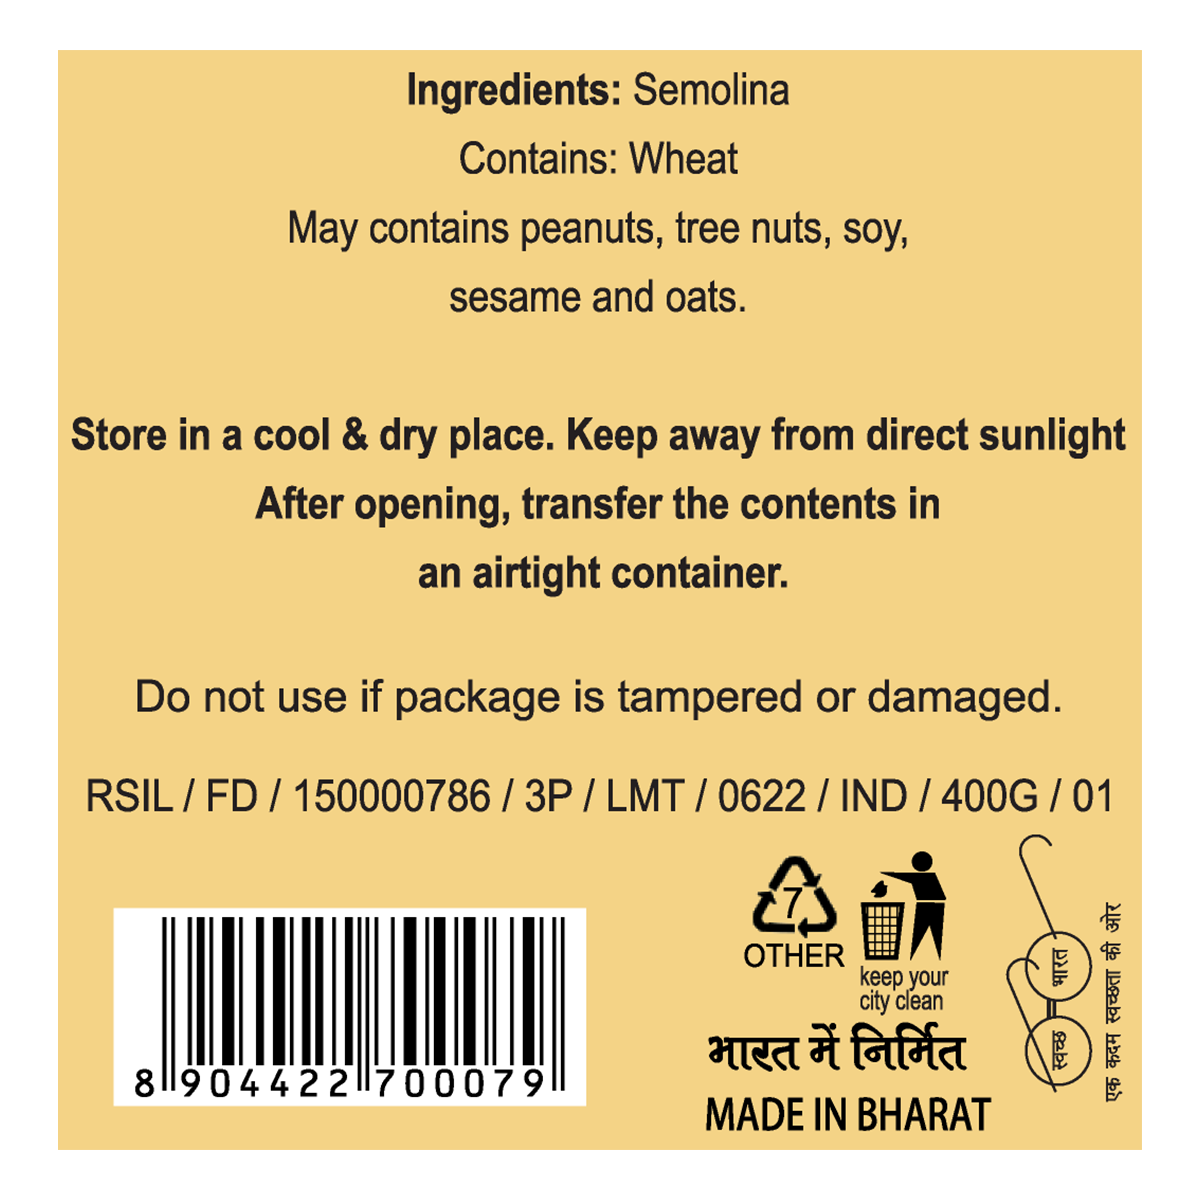 Ingredients: Semolina
Contains: Wheat
May contains peanuts, tree nuts, soy,
sesame and oats.
Store in a cool & dry place. Keep away from direct sunlight
After opening, transfer the contents in
an airtight container.
Do not use if package is tampered or damaged.
RSIL / FD / 150000786 / 3P / LMT / 0622 / IND / 400G / 01
7
OTHER
keep your
city clean
स्वच्छ भारत
एक कदम स्वच्छता की ओर
8 904422 700079
भारत में निर्मित
MADE IN BHARAT